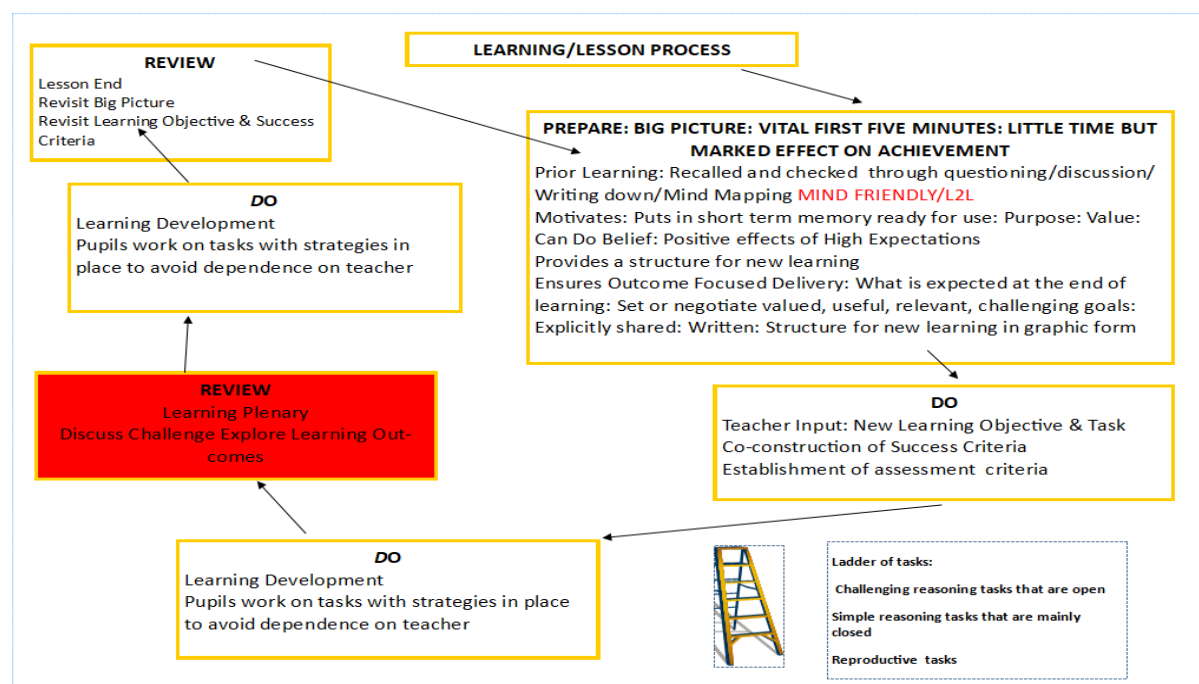 LEARNING/LESSON PROCESS
REVIEW
Lesson End
Revisit Big Picture
Revisit Learning Objective & Success
Criteria
PREPARE: BIG PICTURE: VITAL FIRST FIVE MINUTES: LITTLE TIME BUT
MARKED EFFECT ON ACHIEVEMENT
Prior Learning: Recalled and checked through questioning/discussion/
Writing down/Mind Mapping MIND FRIENDLY/L2L
Motivates: Puts in short term memory ready for use: Purpose: Value:
Can Do Belief: Positive effects of High Expectations
Provides a structure for new learning
Ensures Outcome Focused Delivery: What is expected at the end of
learning: Set or negotiate valued, useful, relevant, challenging goals:
Explicitly shared: Written: Structure for new learning in graphic form
DO
Teacher Input: New Learning Objective & Task
Co-construction of Success Criteria
Establishment of assessment criteria
DO
Learning Development
Pupils work on tasks with strategies in place
to avoid dependence on teacher
REVIEW
Learning Plenary
Discuss Challenge Explore Learning Out-
comes
DO
Learning Development
Pupils work on tasks with strategies in
place to avoid dependence on teacher
Ladder of tasks:
Challenging reasoning tasks that are open
Simple reasoning tasks that are mainly
closed
Reproductive tasks